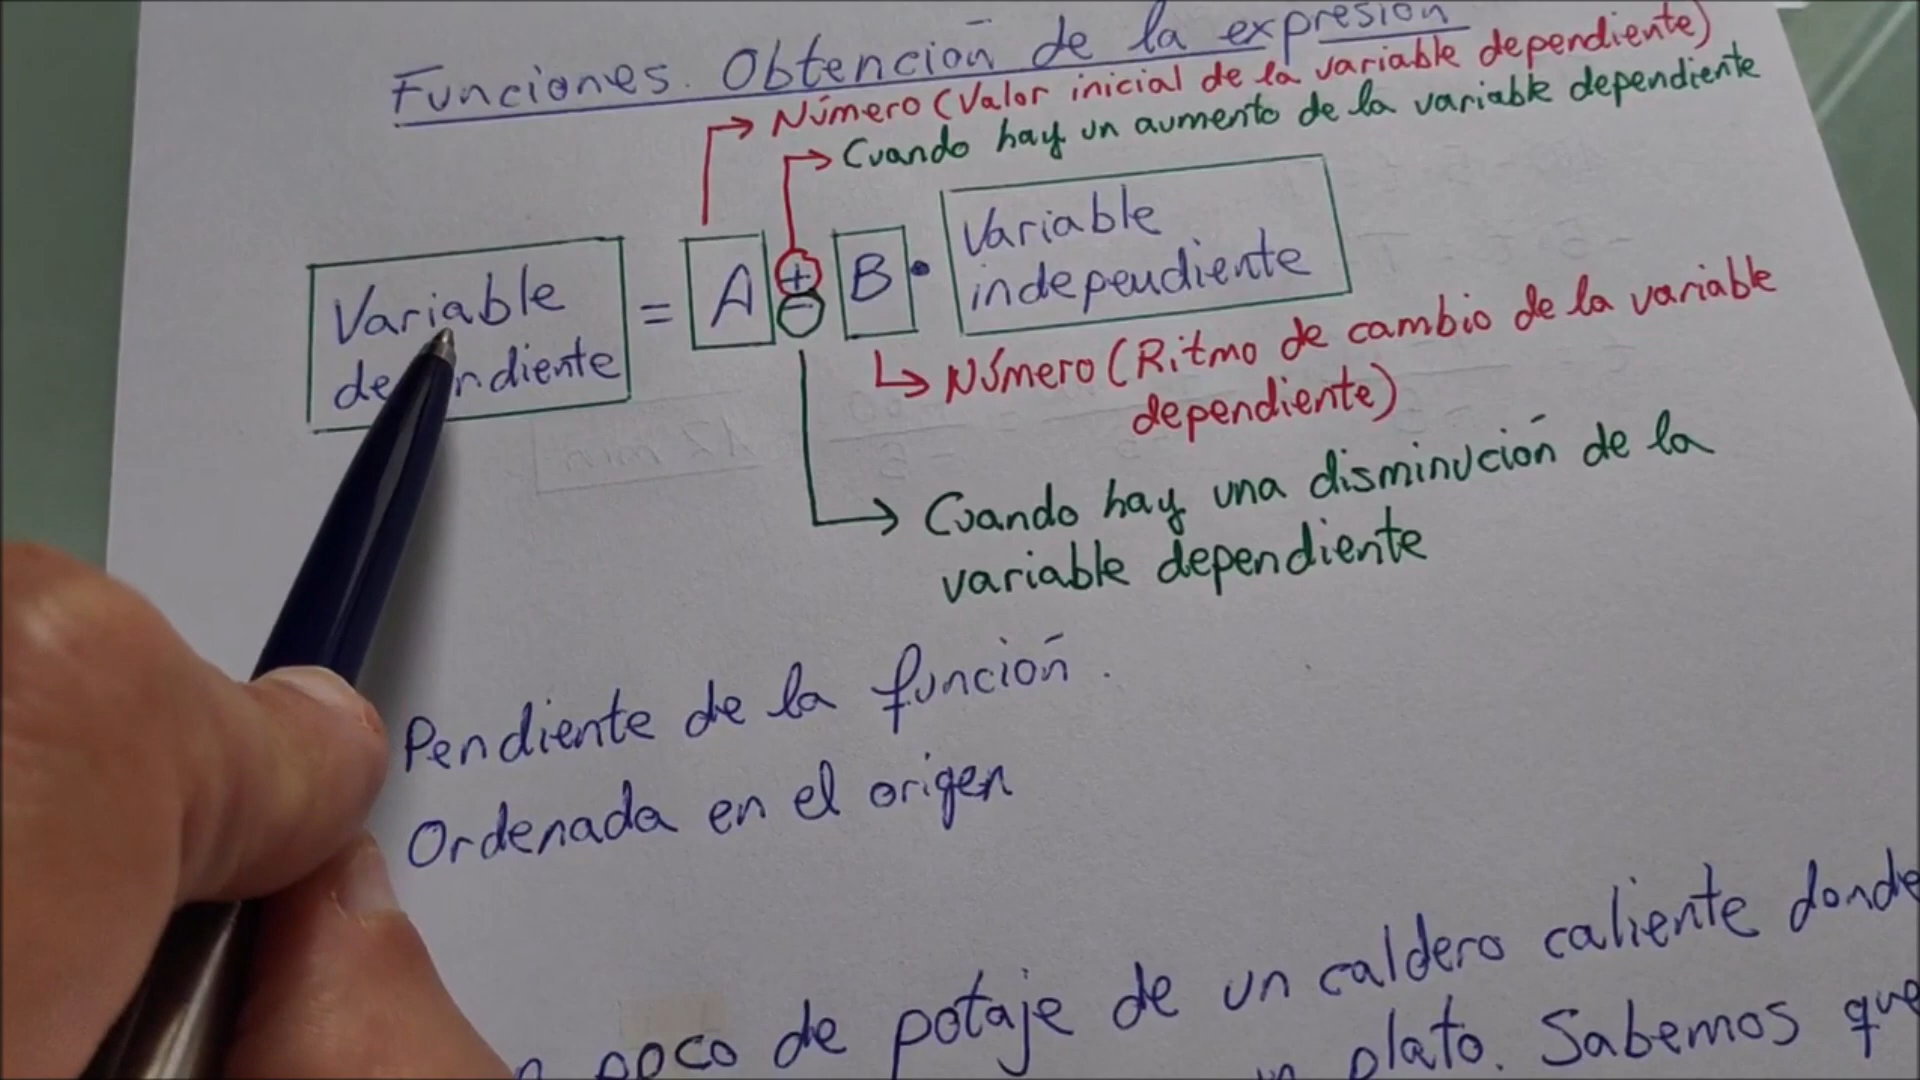 Funciones. Obtención de la expresión
Número (Valor inicial de la variable dependiente)
Cuando hay un aumento de la variable dependiente
Variable
dependiente
= A + - B · Variable
independiente
Número (Ritmo de cambio de la variable
dependiente)
Cuando hay una disminución de la
variable dependiente
Pendiente de la función.
Ordenada en el origen
poco de potaje de un caldero caliente donde
plato. Sabemos que